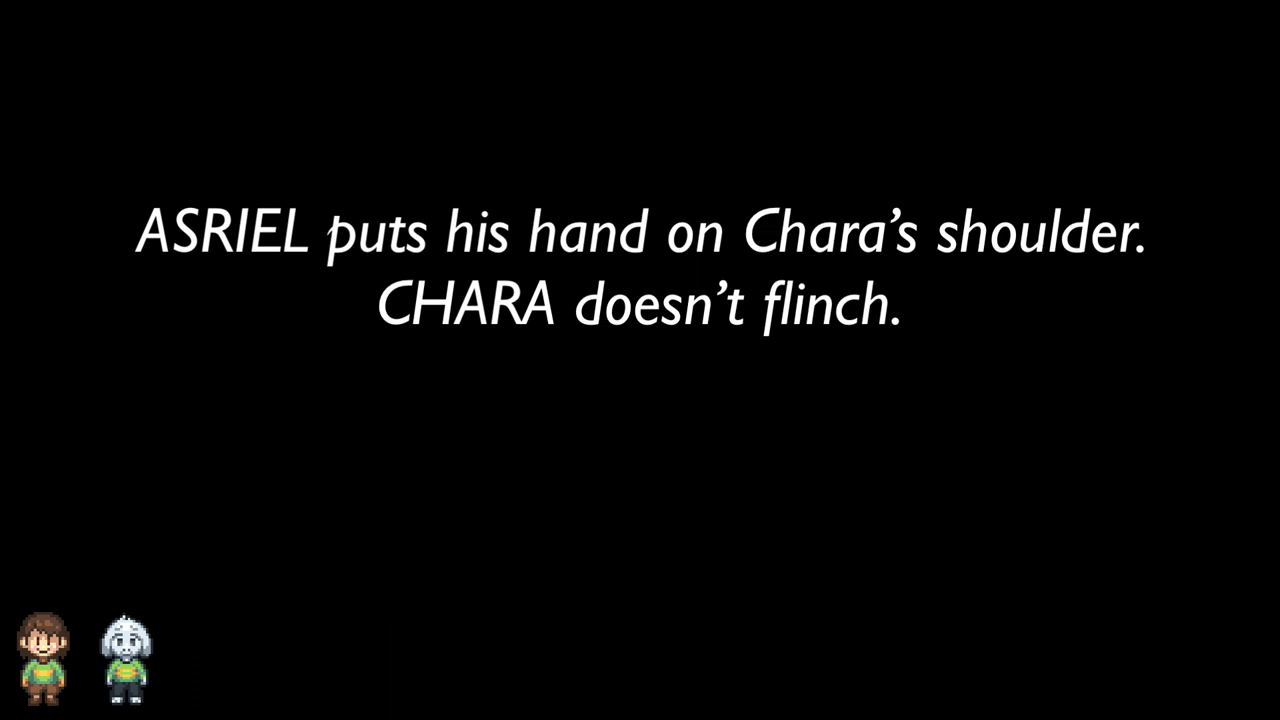 ASRIEL puts his hand on Chara’s shoulder.
CHARA doesn’t flinch.